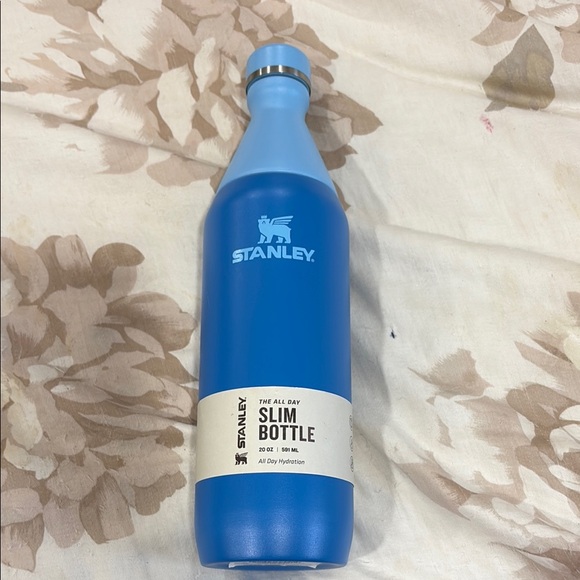 STANLEY.
STANLEY.
THE ALL DAY
SLIM
BOTTLE
20 OZ | 591 ML
All Day Hydration